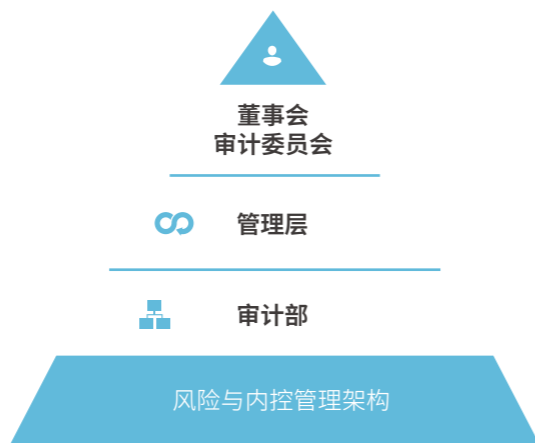 董事会
审计委员会
管理层
审计部
风险与内控管理架构